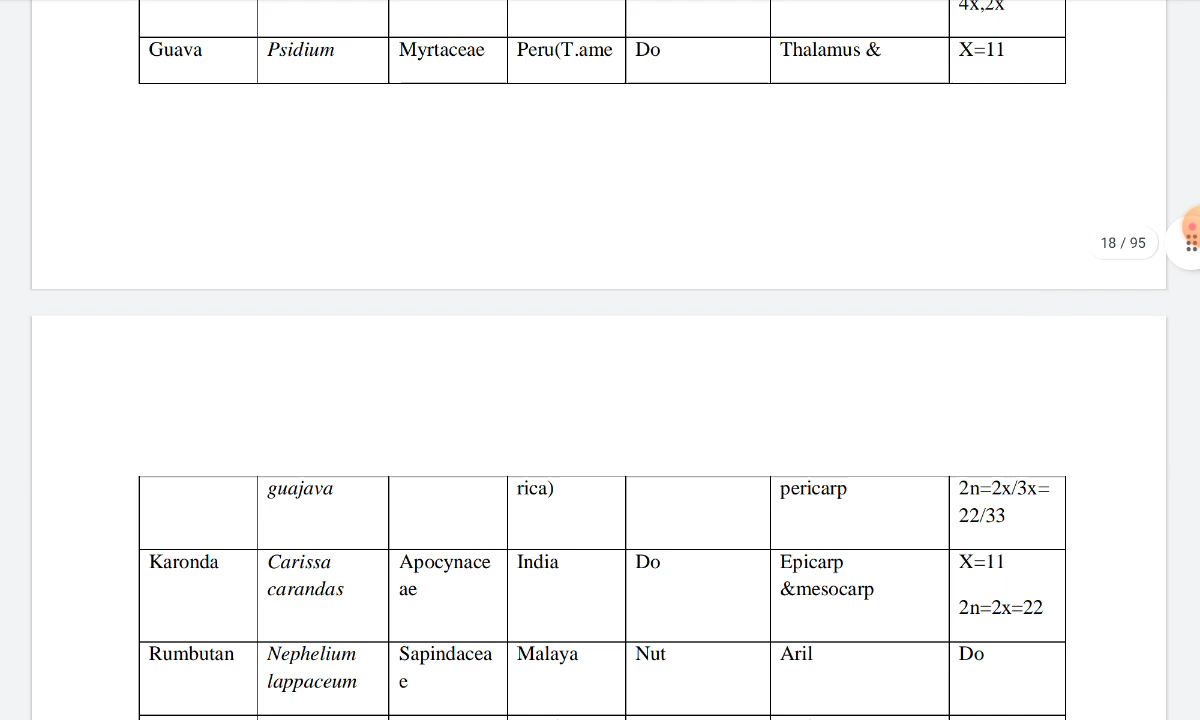 4x,2x
Guava Psidium Myrtaceae Peru(T.ame Do Thalamus & X=11
18 / 95
guajava rica) pericarp 2n=2x/3x=
22/33
Karonda Carissa Apocynace India Do Epicarp X=11
carandas ae &mesocarp
2n=2x=22
Rumbutan Nephelium Sapindacea Malaya Nut Aril Do
lappaceum e